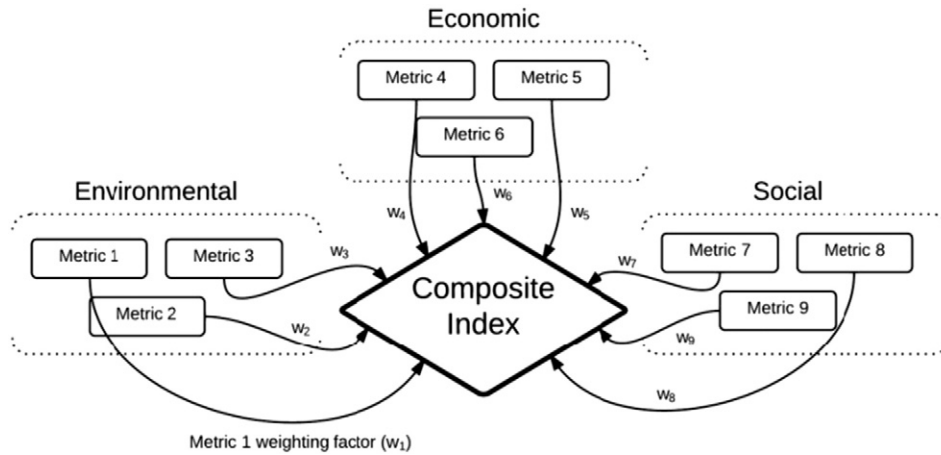 Economic
Metric 4
Metric 5
Metric 6
Environmental
Social
w₄
w₆
w₅
Metric 1
Metric 3
w₃
Metric 2
w₂
Composite
Index
w₇
Metric 7
Metric 8
Metric 9
w₉
w₈
Metric 1 weighting factor (w₁)